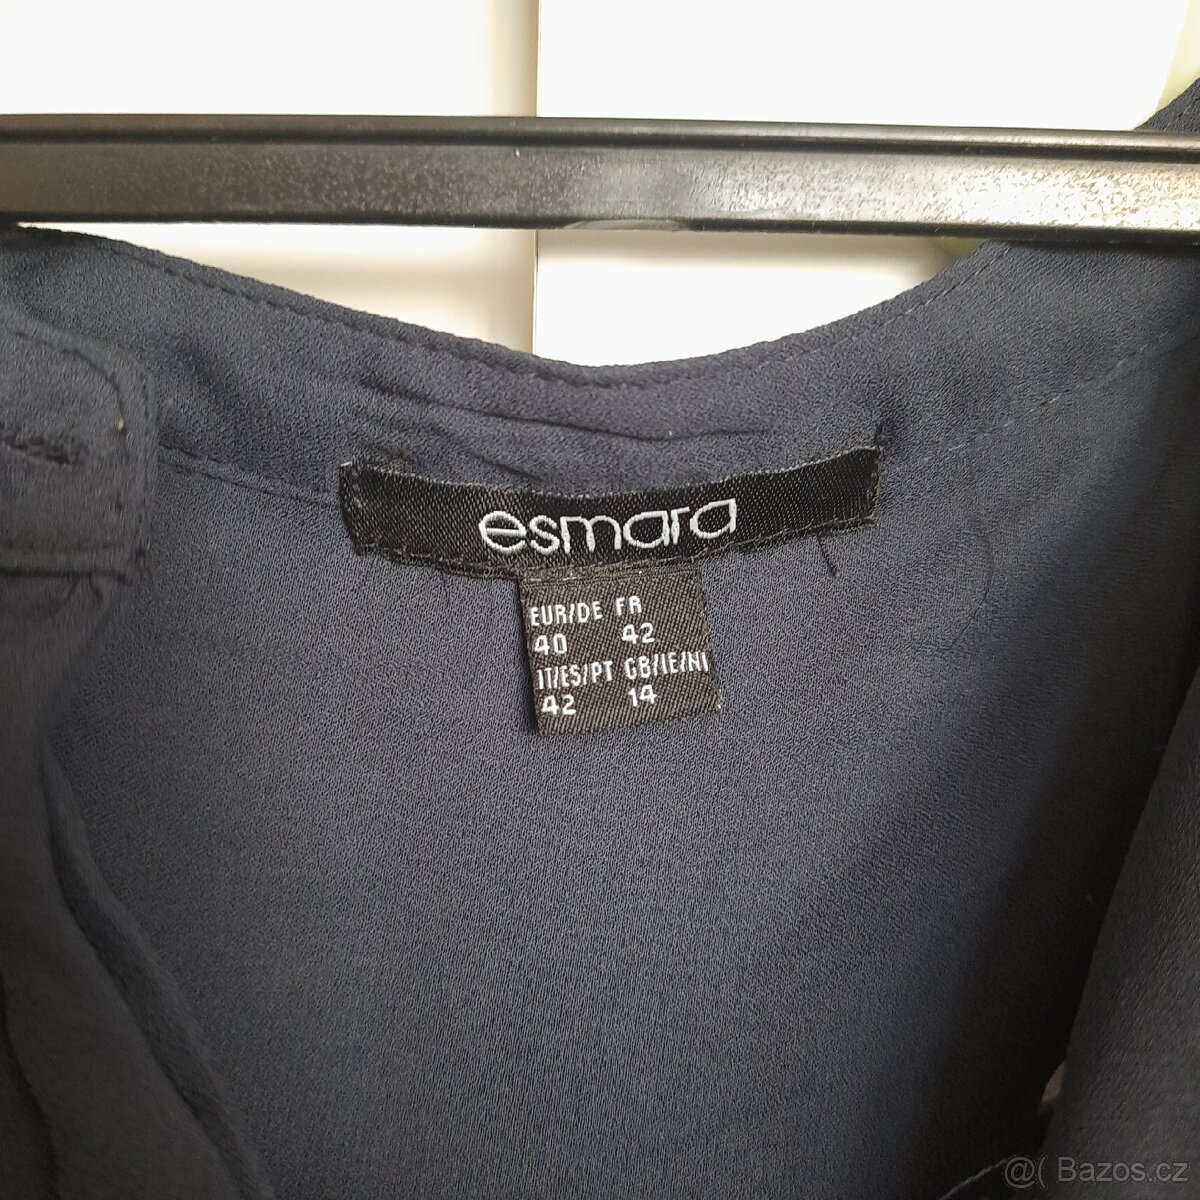 esmara
EUR/DE FR
40 42
IT/ES/PT GB/IE/NI
42 14
@( Bazos.cz